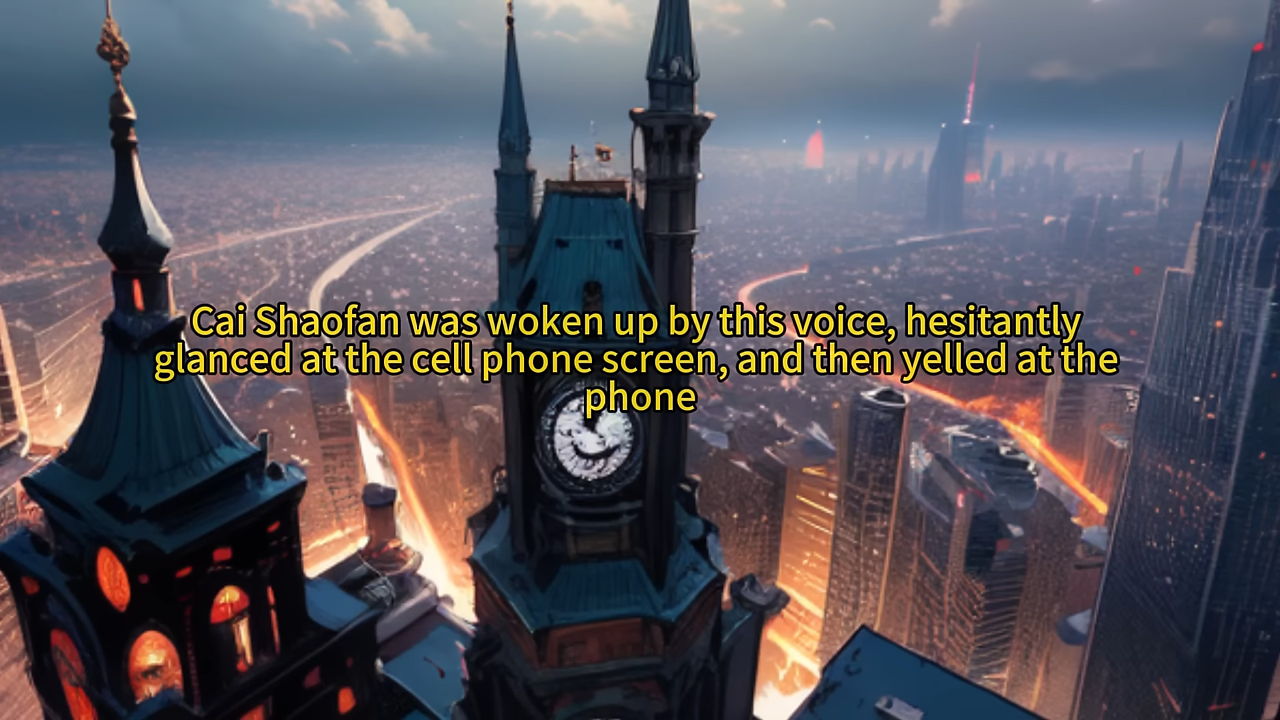 Cai Shaofan was woken up by this voice, hesitantly
glanced at the cell phone screen, and then yelled at the
phone